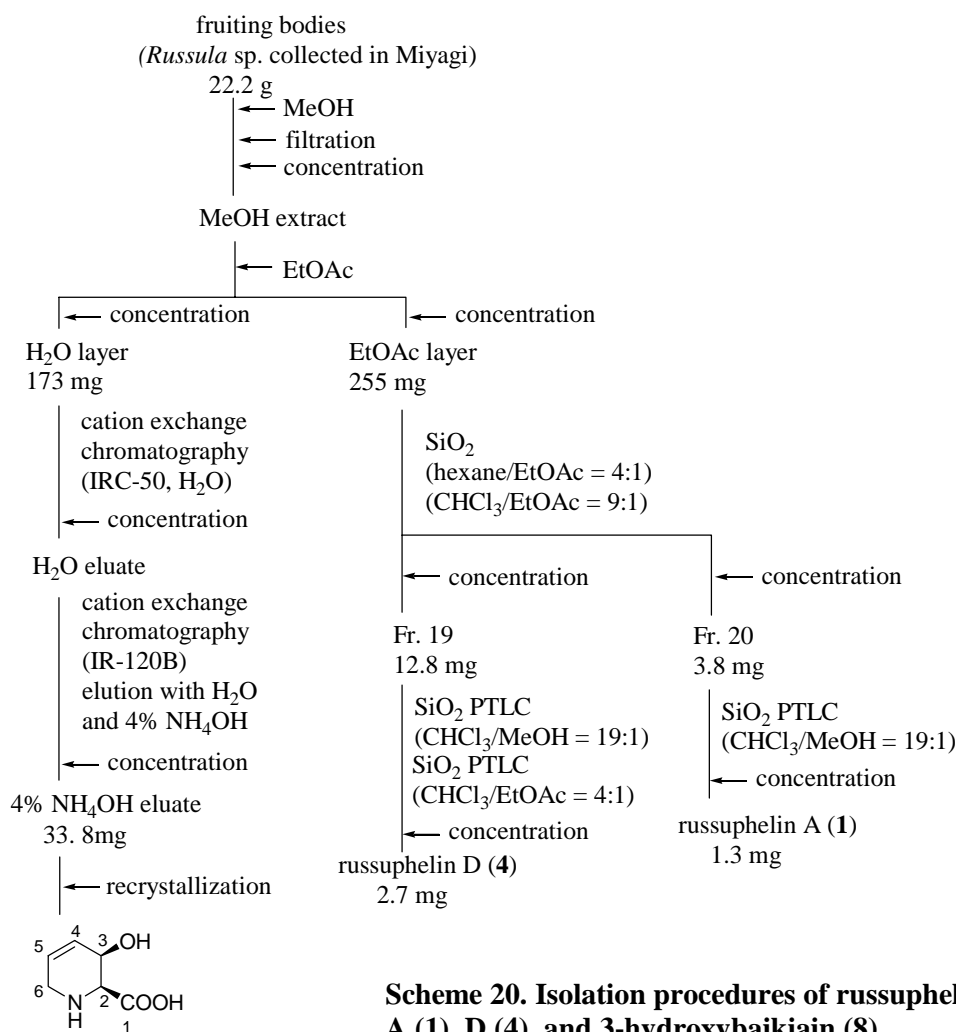 fruiting bodies
(Russula sp. collected in Miyagi)
22.2 g
MeOH
filtration
concentration
MeOH extract
EtOAc
concentration
concentration
H2O layer
173 mg
EtOAc layer
255 mg
cation exchange
chromatography
(IRC-50, H2O)
SiO2
(hexane/EtOAc = 4:1)
(CHCl3/EtOAc = 9:1)
concentration
H2O eluate
concentration
concentration
cation exchange
chromatography
(IR-120B)
elution with H2O
and 4% NH4OH
Fr. 19
12.8 mg
Fr. 20
3.8 mg
SiO2 PTLC
(CHCl3/MeOH = 19:1)
SiO2 PTLC
(CHCl3/EtOAc = 4:1)
SiO2 PTLC
(CHCl3/MeOH = 19:1)
concentration
concentration
concentration
4% NH4OH eluate
33. 8mg
russuphelin D (4)
2.7 mg
russuphelin A (1)
1.3 mg
recrystallization
4
3
OH
5
6
N
H
2
COOH
1
Scheme 20. Isolation procedures of russuphel
A (1), D (4), and 3-hydroxybaikiain (8)